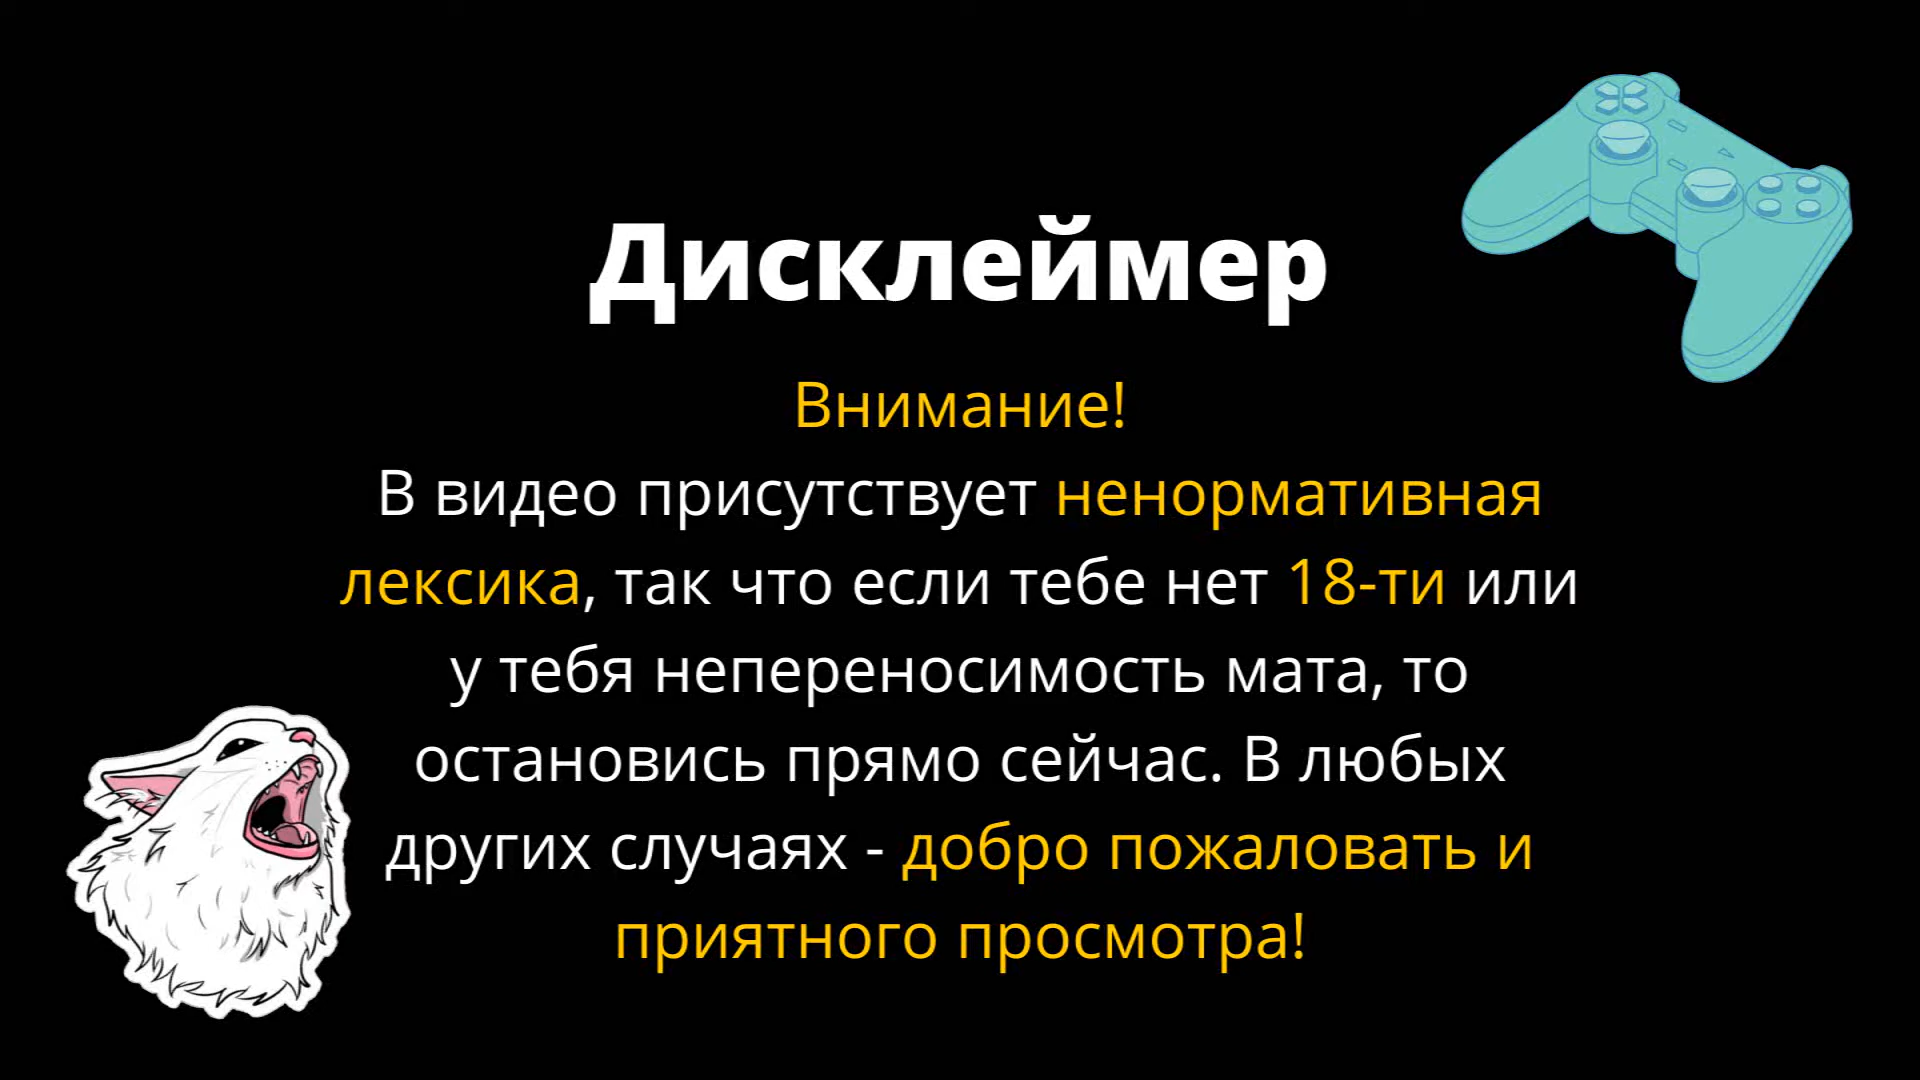 Дисклеймер
Внимание!
В видео присутствует ненормативная
лексика, так что если тебе нет 18-ти или
у тебя непереносимость мата, то
остановись прямо сейчас. В любых
других случаях - добро пожаловать и
приятного просмотра!